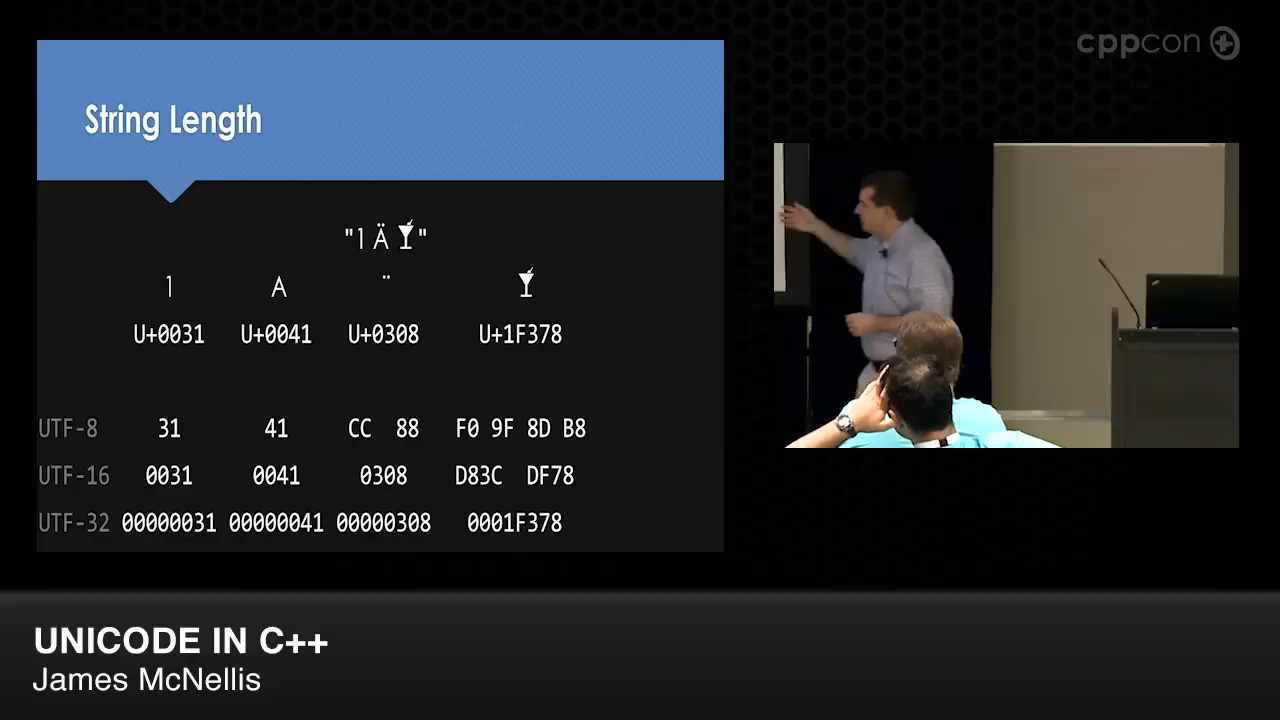 cppcon
String Length
"1 Ä 🍸"
1 A ¨ 🍸
U+0031 U+0041 U+0308 U+1F378
UTF-8 31 41 CC 88 F0 9F 8D B8
UTF-16 0031 0041 0308 D83C DF78
UTF-32 00000031 00000041 00000308 0001F378
UNICODE IN C++
James McNellis